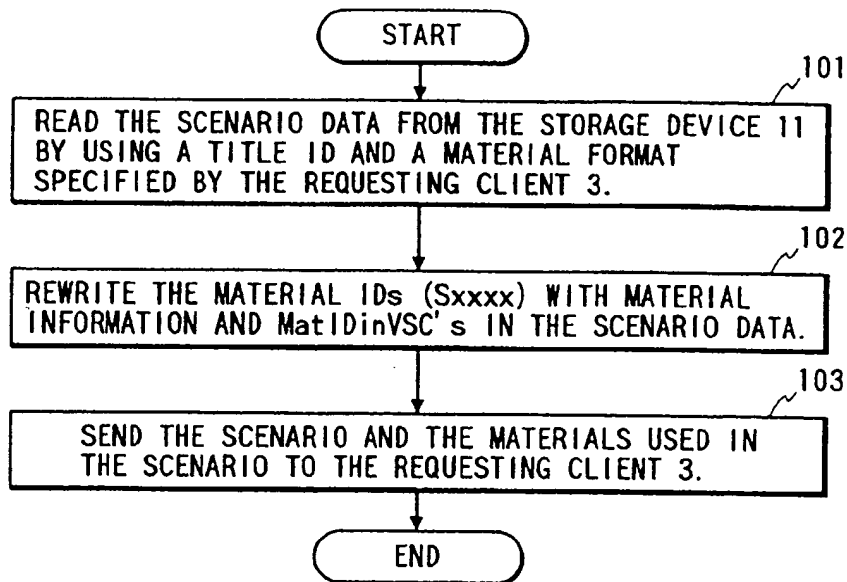 START
101
READ THE SCENARIO DATA FROM THE STORAGE DEVICE 11
BY USING A TITLE ID AND A MATERIAL FORMAT
SPECIFIED BY THE REQUESTING CLIENT 3.
102
REWRITE THE MATERIAL IDs (Sxxxx) WITH MATERIAL
INFORMATION AND MatIDinVSC's IN THE SCENARIO DATA.
103
SEND THE SCENARIO AND THE MATERIALS USED IN
THE SCENARIO TO THE REQUESTING CLIENT 3.
END